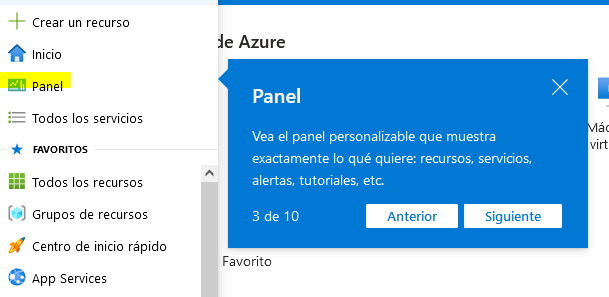 Crear un recurso
de Azure
Inicio
Panel
Todos los servicios
FAVORITOS
Todos los recursos
Grupos de recursos
Centro de inicio rápido
App Services
Panel
Vea el panel personalizable que muestra
exactamente lo qué quiere: recursos, servicios,
alertas, tutoriales, etc.
3 de 10
Anterior
Siguiente
Favorito
Máq
virt